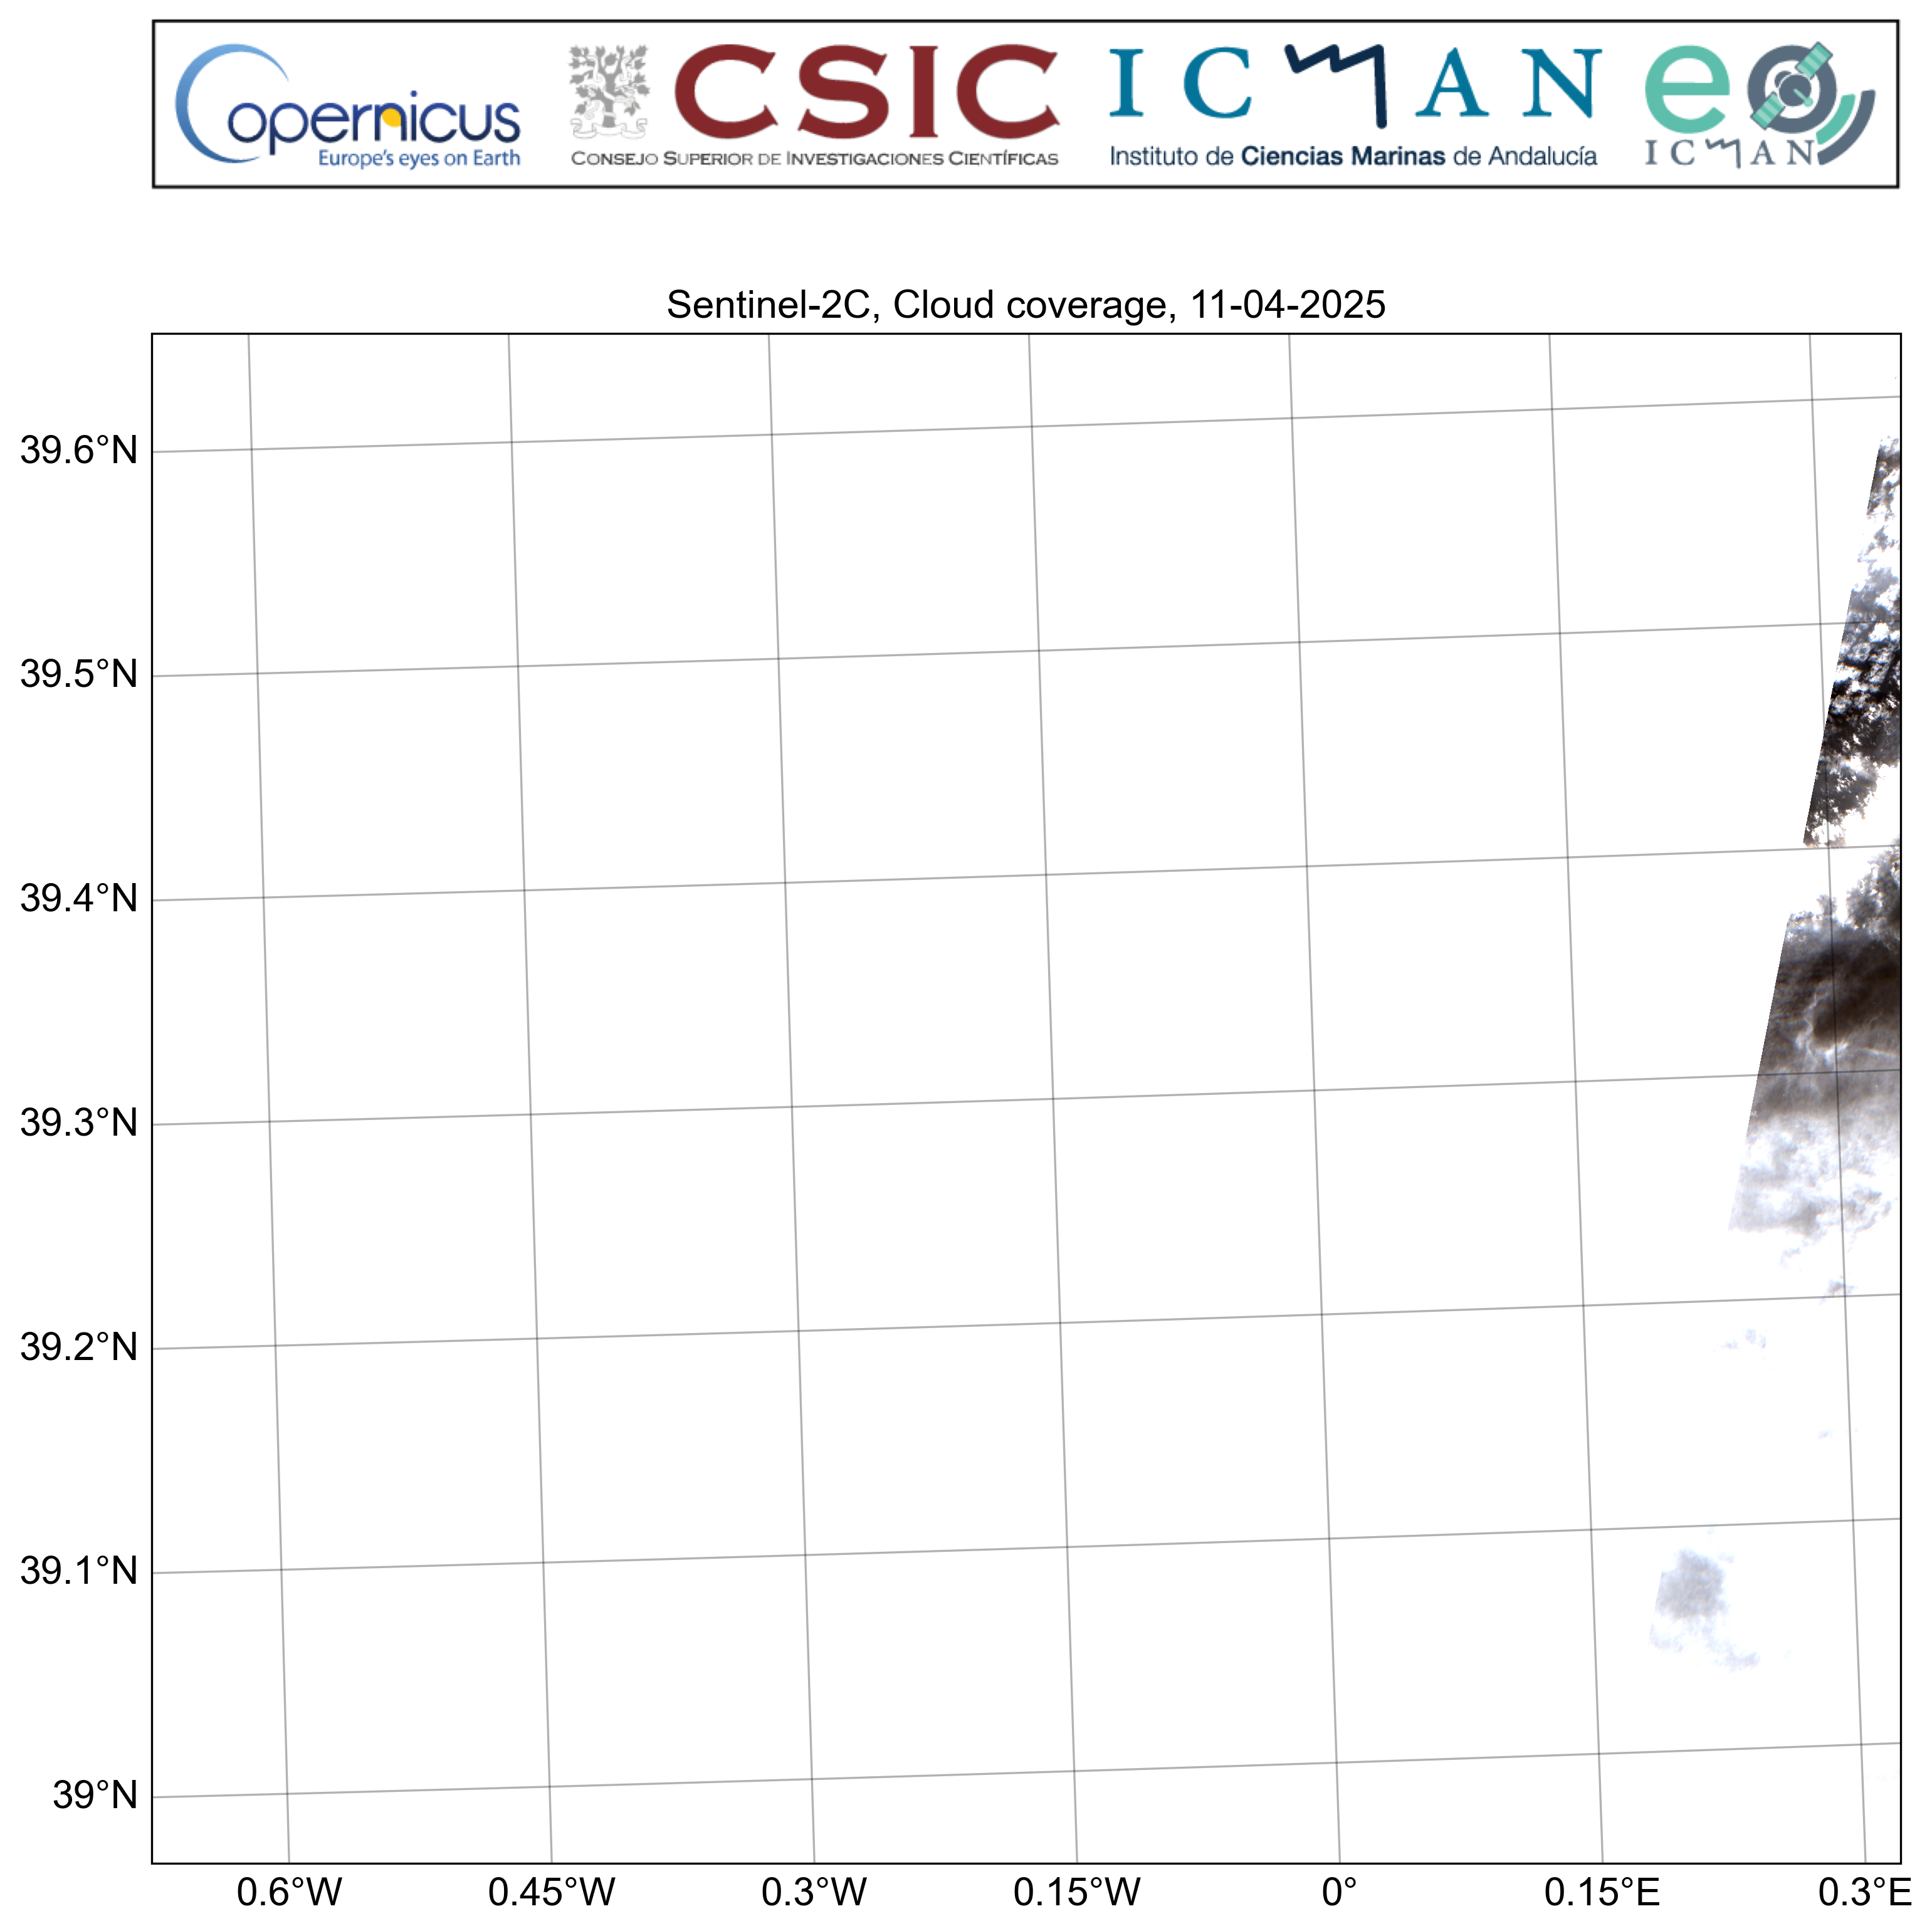 Copernicus
Europe's eyes on Earth
CSIC
CONSEJO SUPERIOR DE INVESTIGACIONES CIENTÍFICAS
ICMAN
Instituto de Ciencias Marinas de Andalucía
eo
ICMAN
Sentinel-2C, Cloud coverage, 11-04-2025
39.6°N
39.5°N
39.4°N
39.3°N
39.2°N
39.1°N
39°N
0.6°W 0.45°W 0.3°W 0.15°W 0° 0.15°E 0.3°E